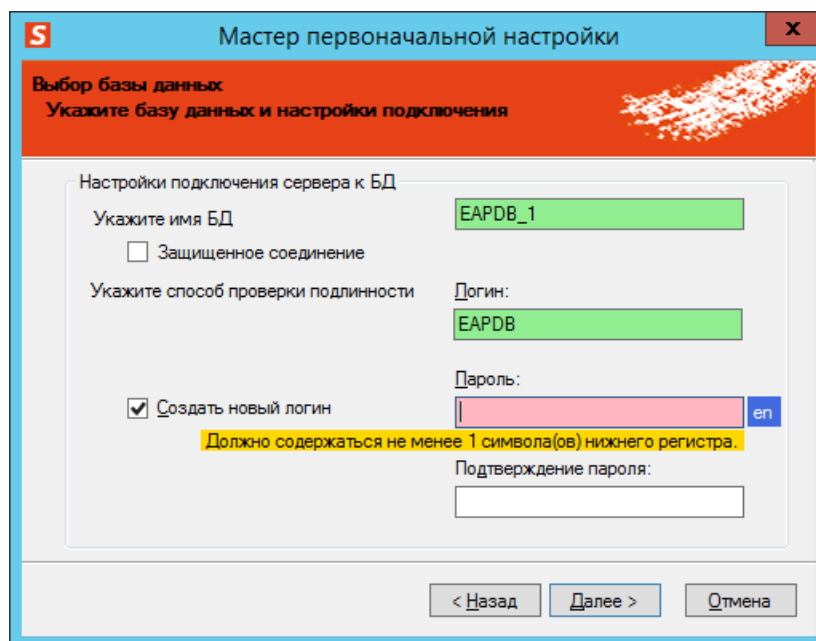 S
Мастер первоначальной настройки
x
Выбор базы данных
Укажите базу данных и настройки подключения
Настройки подключения сервера к БД
Укажите имя БД
EAPDB_1
Защищенное соединение
Укажите способ проверки подлинности
Логин:
EAPDB
Пароль:
Создать новый логин
en
Должно содержаться не менее 1 символа(ов) нижнего регистра.
Подтверждение пароля:
< Назад
Далее >
Отмена